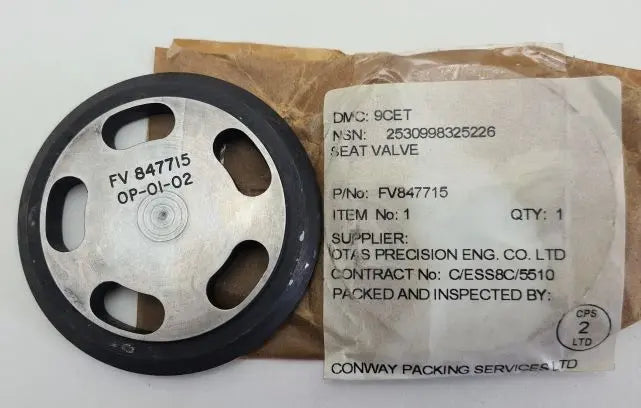 FV 847715
OP-01-02
DMC: 9CET
NSN: 2530998325226
SEAT VALVE
P/No: FV847715
ITEM No: 1 QTY: 1
SUPPLIER:
OTAS PRECISION ENG. CO. LTD
CONTRACT No: C/ESS8C/5510
PACKED AND INSPECTED BY:
CPS
2
LTD
CONWAY PACKING SERVICES LTD